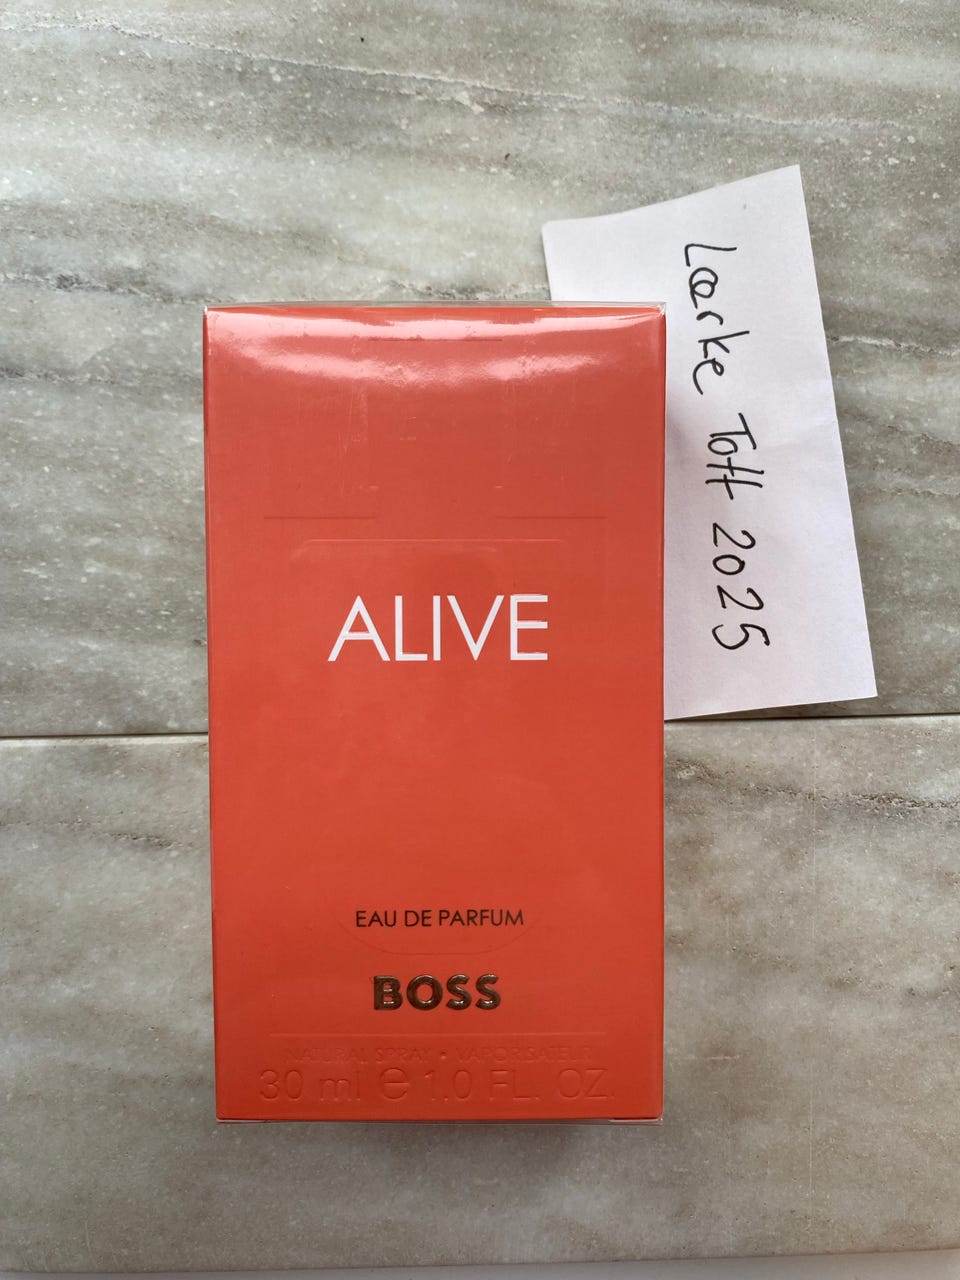 ALIVE
EAU DE PARFUM
BOSS
NATURAL SPRAY • VAPORISATEUR
30 ml ℮ 1.0 FL. OZ.
Lærke Toft 2025